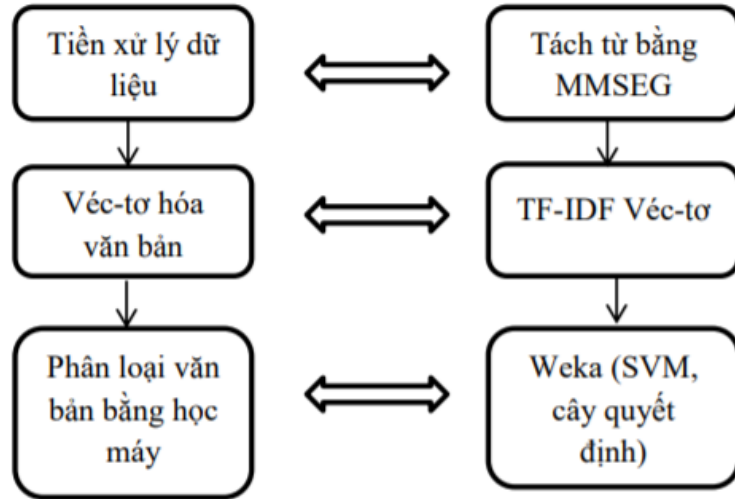 Tiền xử lý dữ
liệu
Tách từ bằng
MMSEG
Véc-tơ hóa
văn bản
TF-IDF Véc-tơ
Phân loại văn
bản bằng học
máy
Weka (SVM,
cây quyết
định)